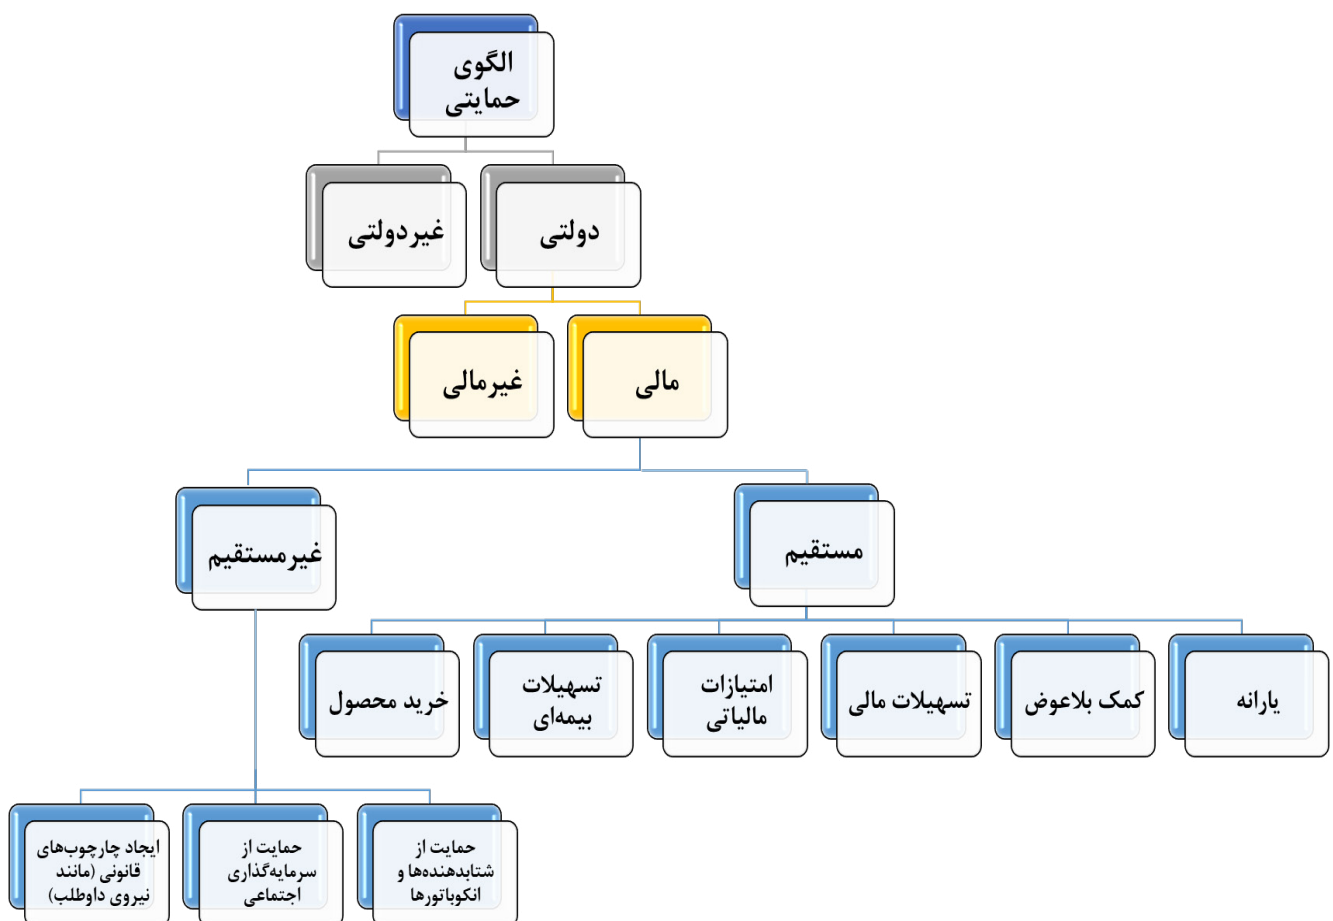 الگوی
حمایتی
دولتی
غیردولتی
مالی
غیرمالی
مستقیم
غیرمستقیم
یارانه
کمک بلاعوض
تسهیلات مالی
امتیازات
مالیاتی
تسهیلات
بیمه‌ای
خرید محصول
حمایت از
شتابدهنده‌ها و
انکوباتورها
حمایت از
سرمایه‌گذاری
اجتماعی
ایجاد چارچوب‌های
قانونی (مانند
نیروی داوطلب)